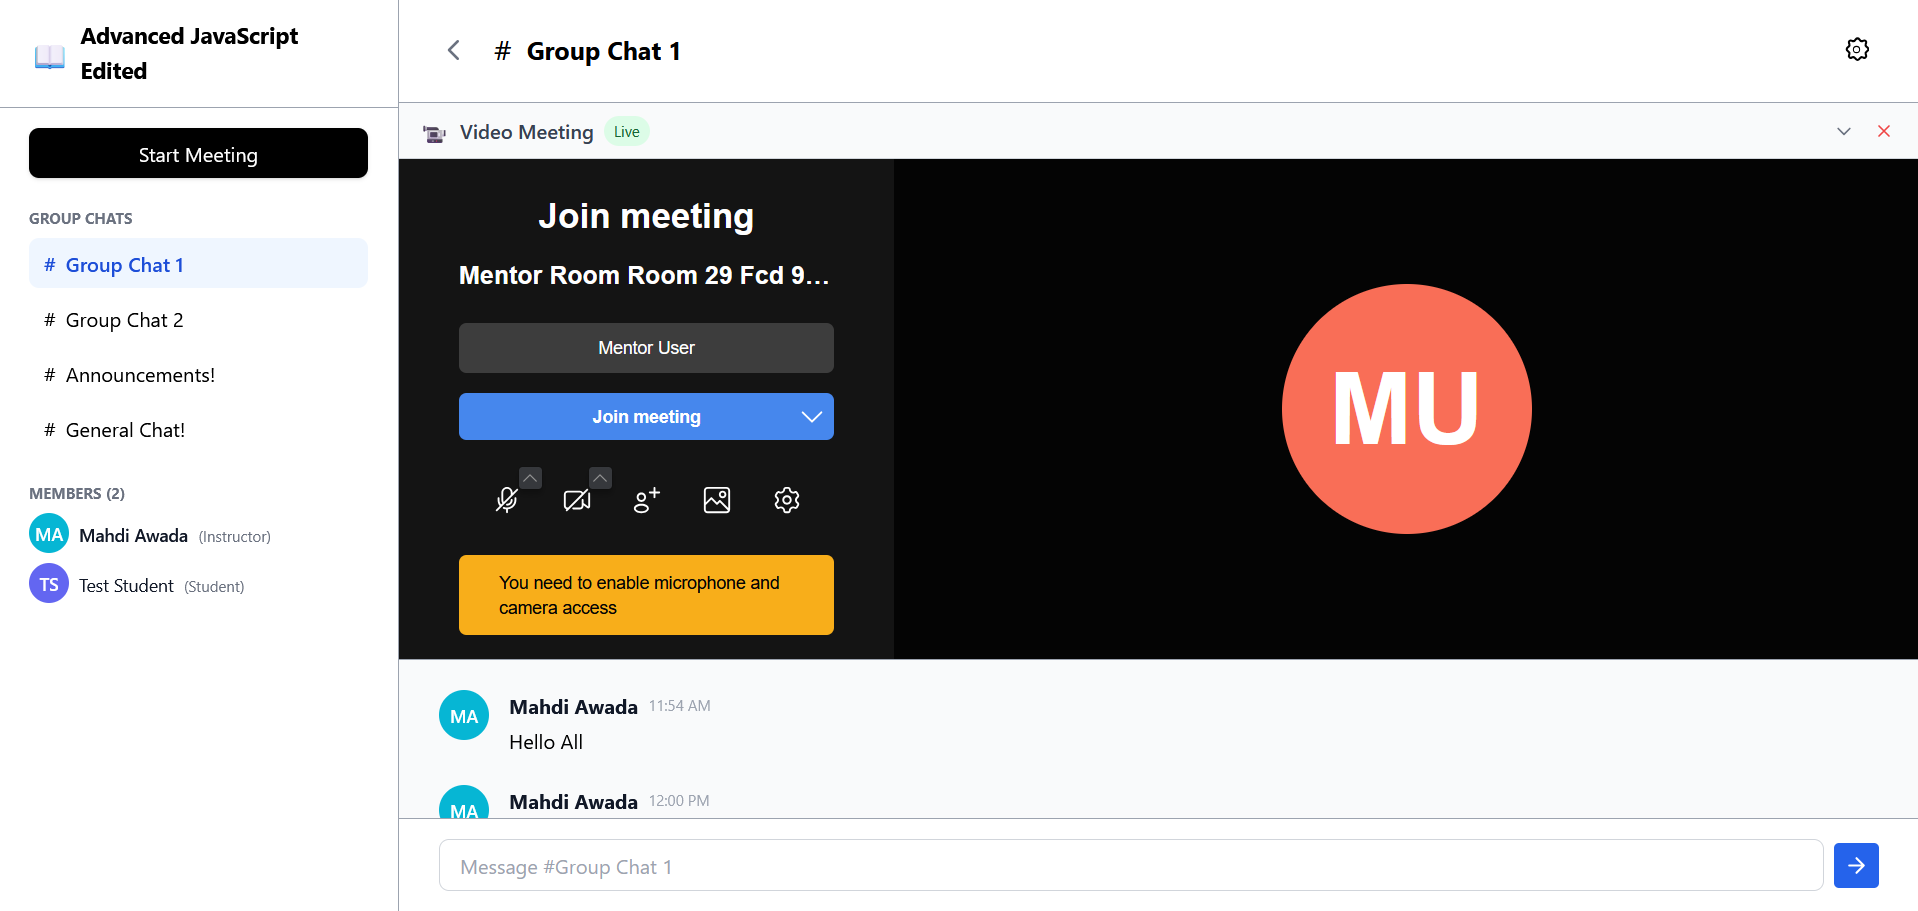 Advanced JavaScript
Edited
Start Meeting
GROUP CHATS
# Group Chat 1
# Group Chat 2
# Announcements!
# General Chat!
MEMBERS (2)
MA Mahdi Awada (Instructor)
TS Test Student (Student)
# Group Chat 1
Video Meeting Live
Join meeting
Mentor Room Room 29 Fcd 9...
Mentor User
Join meeting
You need to enable microphone and
camera access
MU
MA Mahdi Awada 11:54 AM
Hello All
MA Mahdi Awada 12:00 PM
Message #Group Chat 1